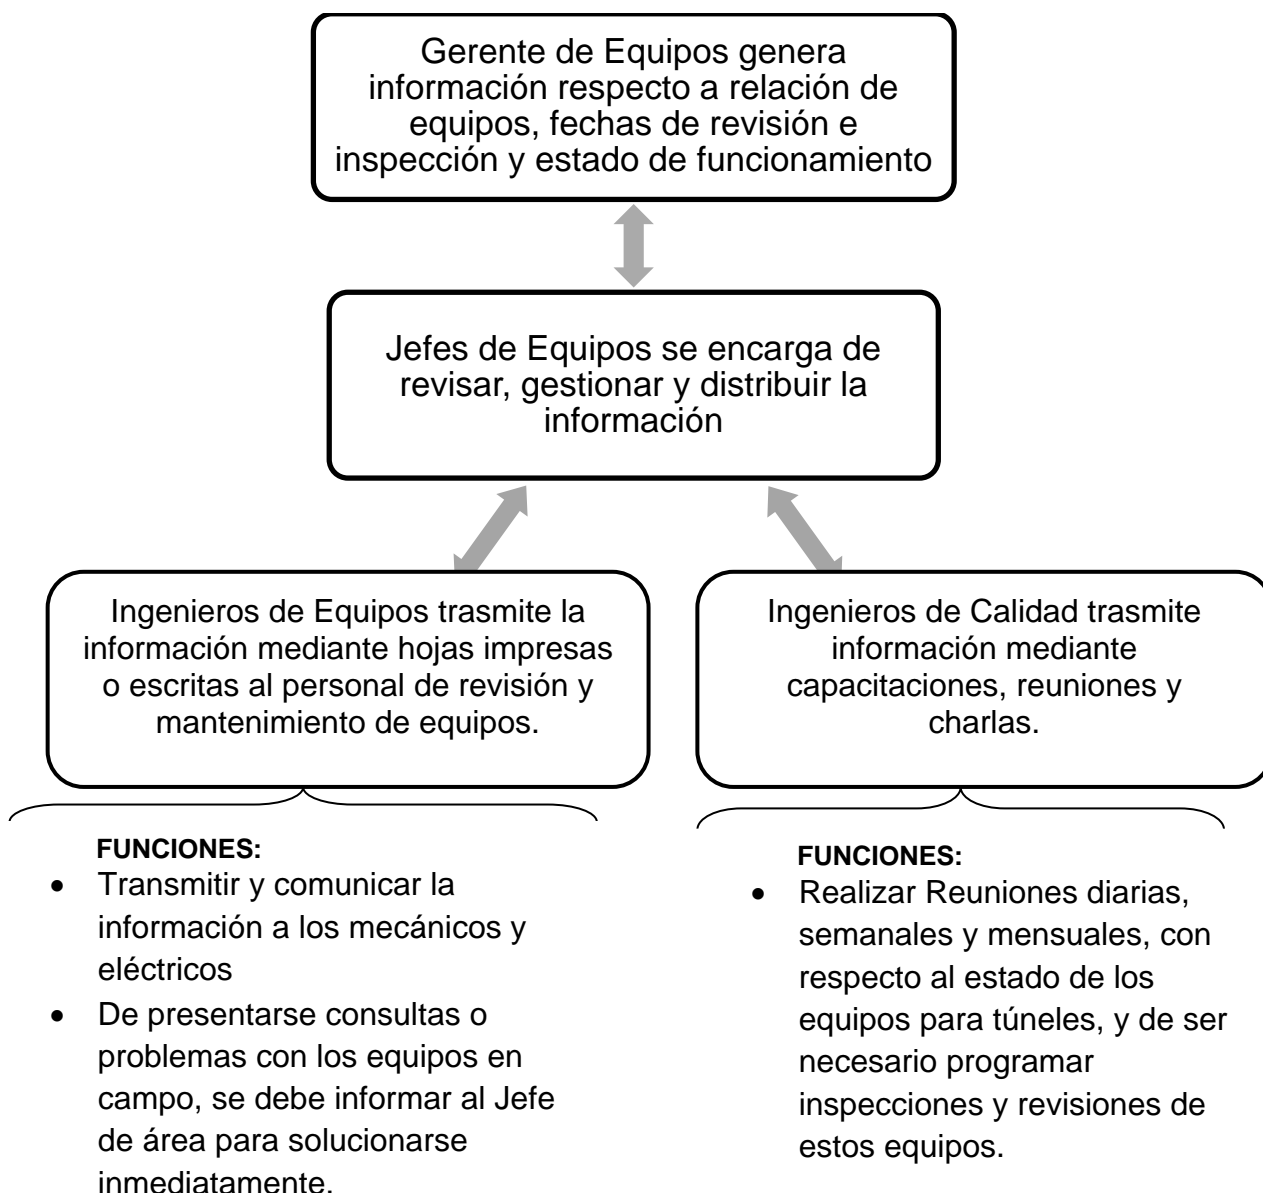 Gerente de Equipos genera
información respecto a relación de
equipos, fechas de revisión e
inspección y estado de funcionamiento
Jefes de Equipos se encarga de
revisar, gestionar y distribuir la
información
Ingenieros de Equipos trasmite la
información mediante hojas impresas
o escritas al personal de revisión y
mantenimiento de equipos.
Ingenieros de Calidad trasmite
información mediante
capacitaciones, reuniones y
charlas.
FUNCIONES:
• Transmitir y comunicar la
información a los mecánicos y
eléctricos
• De presentarse consultas o
problemas con los equipos en
campo, se debe informar al Jefe
de área para solucionarse
inmediatamente.
FUNCIONES:
• Realizar Reuniones diarias,
semanales y mensuales, con
respecto al estado de los
equipos para túneles, y de ser
necesario programar
inspecciones y revisiones de
estos equipos.